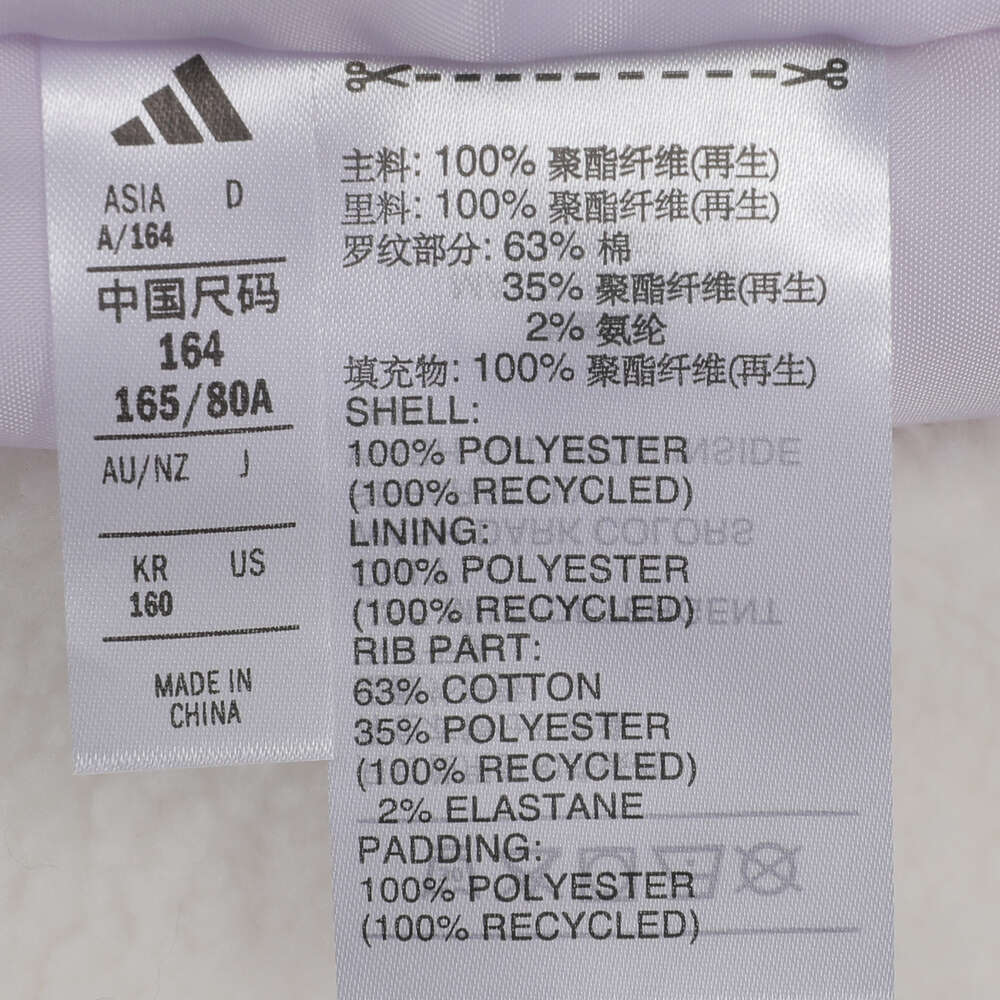 ASIA D
A/164
中国尺码
164
165/80A
AU/NZ J
KR US
160
MADE IN
CHINA
主料: 100% 聚酯纤维(再生)
里料: 100% 聚酯纤维(再生)
罗纹部分: 63% 棉
35% 聚酯纤维(再生)
2% 氨纶
填充物: 100% 聚酯纤维(再生)
SHELL:
100% POLYESTER
(100% RECYCLED)
LINING:
100% POLYESTER
(100% RECYCLED)
RIB PART:
63% COTTON
35% POLYESTER
(100% RECYCLED)
2% ELASTANE
PADDING:
100% POLYESTER
(100% RECYCLED)